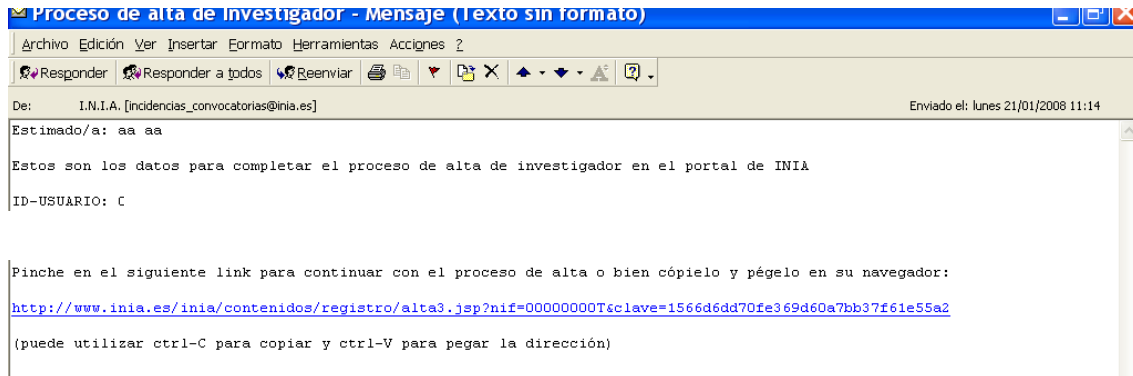 Proceso de alta de Investigador - Mensaje (Texto sin formato)
Archivo Edición Ver Insertar Formato Herramientas Acciones ?
Responder Responder a todos Reenviar
De: I.N.I.A. [incidencias_convocatorias@inia.es] Enviado el: lunes 21/01/2008 11:14
Estimado/a: aa aa
Estos son los datos para completar el proceso de alta de investigador en el portal de INIA
ID-USUARIO: C
Pinche en el siguiente link para continuar con el proceso de alta o bien cópielo y pégelo en su navegador:
http://www.inia.es/inia/contenidos/registro/alta3.jsp?nif=00000000T&clave=1566d6dd70fe369d60a7bb37f61e55a2
(puede utilizar ctrl-C para copiar y ctrl-V para pegar la dirección)